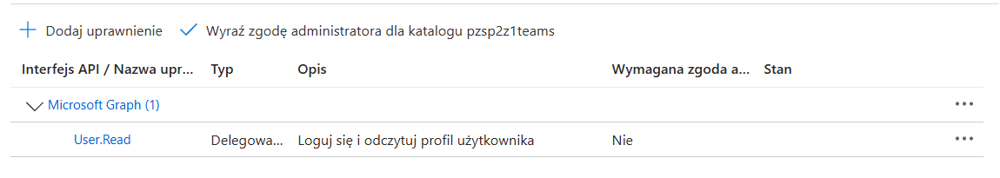 Dodaj uprawnienie Wyraź zgodę administratora dla katalogu pzsp2z1teams
Interfejs API / Nazwa upr... Typ Opis Wymagana zgoda a... Stan
Microsoft Graph (1)
User.Read Delegowa... Loguj się i odczytuj profil użytkownika Nie